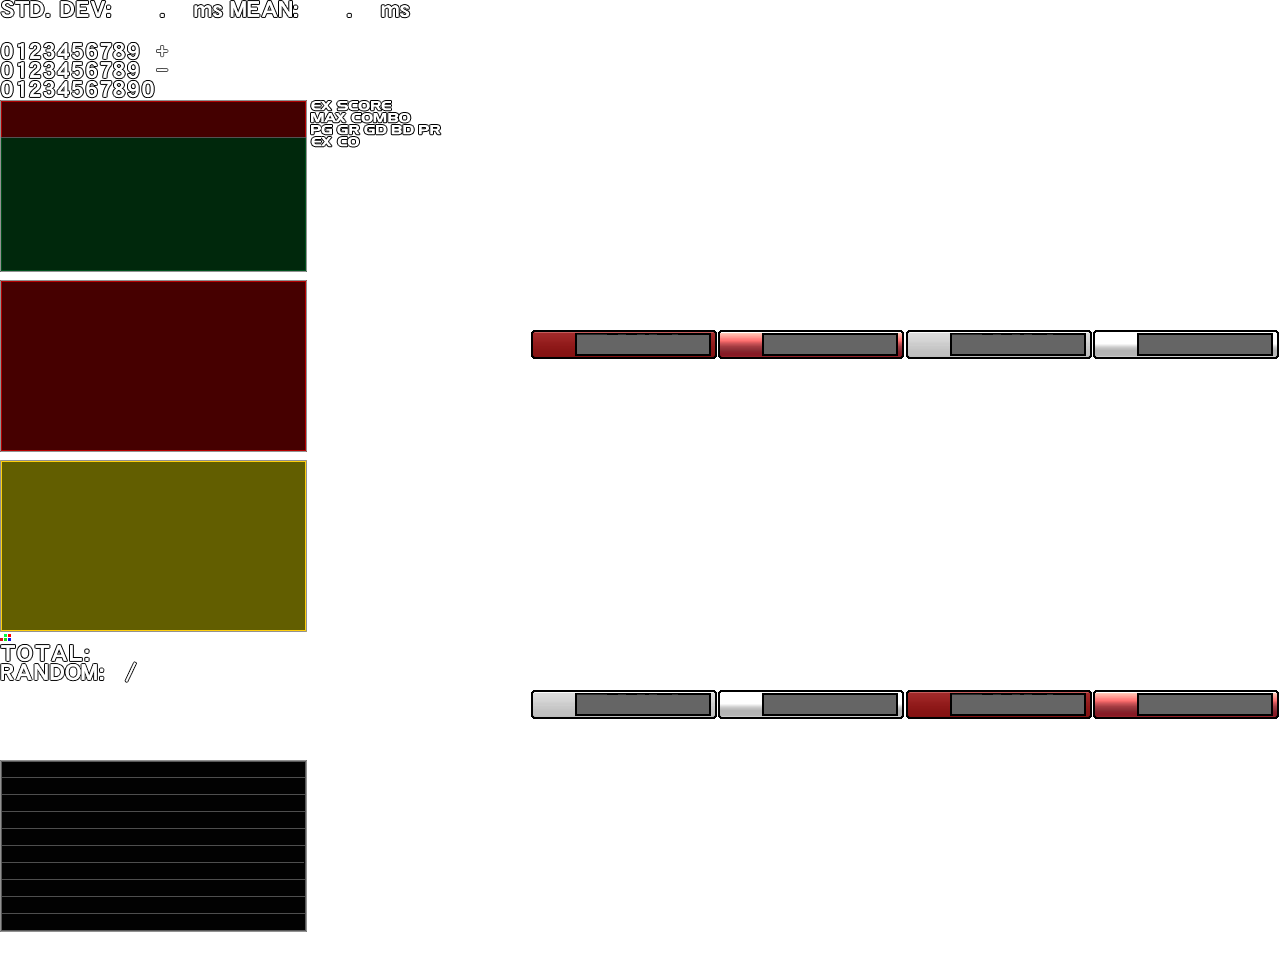 STD. DEV:    .    ms MEAN:    .    ms
0123456789 +
0123456789 −
01234567890
EX SCORE
MAX COMBO
PG GR GD BD PR
EX CO
TOTAL:
RANDOM:  /